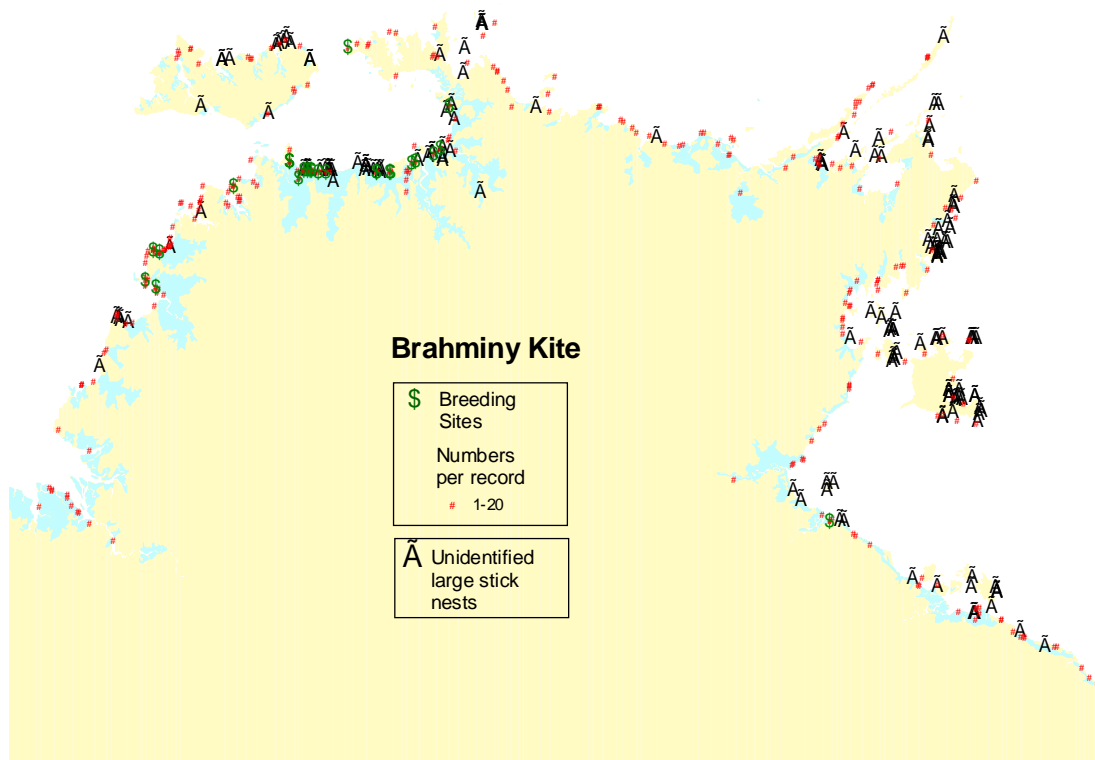 Brahminy Kite
$ Breeding
Sites
Numbers
per record
# 1-20
Ã Unidentified
large stick
nests